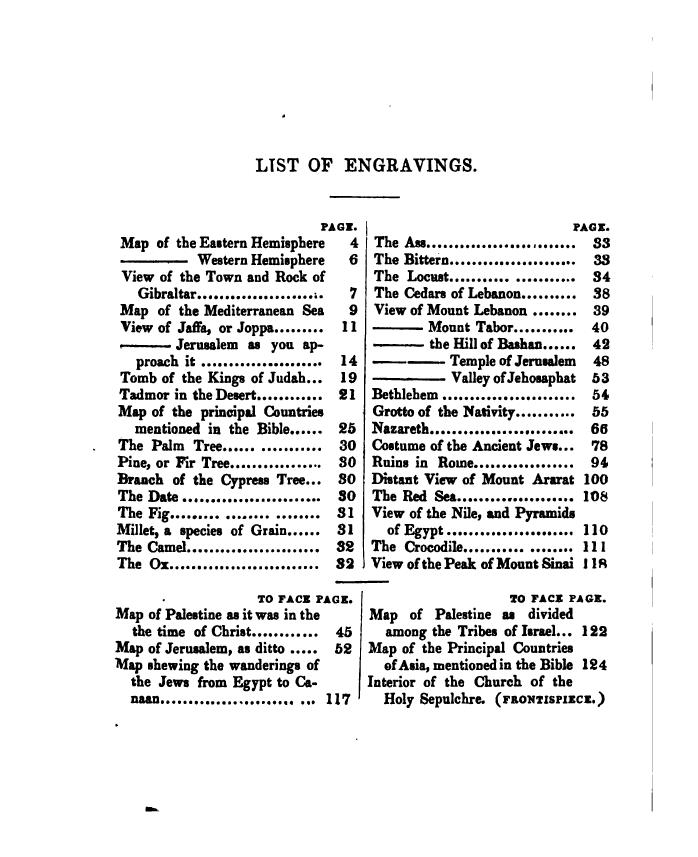 LIST OF ENGRAVINGS.
PAGE.
Map of the Eastern Hemisphere 4
——— Western Hemisphere 6
View of the Town and Rock of
Gibraltar....................... 7
Map of the Mediterranean Sea 9
View of Jaffa, or Joppa......... 11
——— Jerusalem as you ap-
proach it ...................... 14
Tomb of the Kings of Judah... 19
Tadmor in the Desert............ 21
Map of the principal Countries
mentioned in the Bible...... 25
The Palm Tree...... ........... 30
Pine, or Fir Tree................ 30
Branch of the Cypress Tree... 30
The Date ......................... 30
The Fig......... ........ ........ 31
Millet, a species of Grain...... 31
The Camel........................ 32
The Ox........................... 32
PAGE.
The Ass........................... 33
The Bittern....................... 33
The Locust........... ........... 34
The Cedars of Lebanon.......... 38
View of Mount Lebanon ........ 39
——— Mount Tabor........... 40
——— the Hill of Bashan...... 42
——— Temple of Jerusalem 48
——— Valley of Jehosaphat 53
Bethlehem ........................ 54
Grotto of the Nativity........... 55
Nazareth.......................... 66
Costume of the Ancient Jews... 78
Ruins in Rome.................. 94
Distant View of Mount Ararat 100
The Red Sea..................... 108
View of the Nile, and Pyramids
of Egypt ....................... 110
The Crocodile........... ........ 111
View of the Peak of Mount Sinai 118
TO FACE PAGE.
Map of Palestine as it was in the
the time of Christ............ 45
Map of Jerusalem, as ditto ..... 52
Map shewing the wanderings of
the Jews from Egypt to Ca-
naan........................ ... 117
TO FACE PAGE.
Map of Palestine as divided
among the Tribes of Israel... 122
Map of the Principal Countries
of Asia, mentioned in the Bible 124
Interior of the Church of the
Holy Sepulchre. (FRONTISPIECE.)